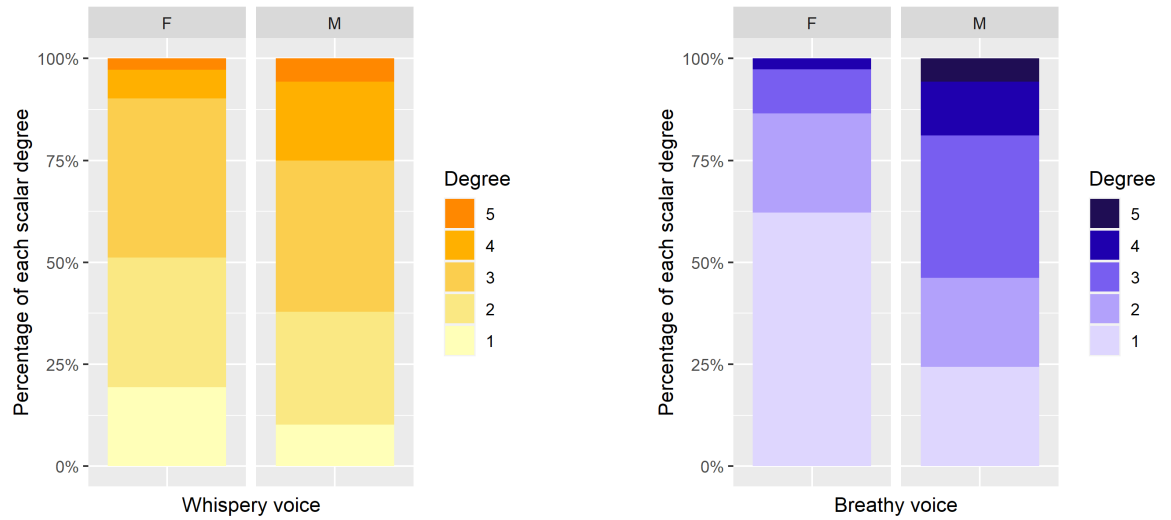 F
M
Percentage of each scalar degree
100%
75%
50%
25%
0%
Whispery voice
Degree
5
4
3
2
1
F
M
Percentage of each scalar degree
100%
75%
50%
25%
0%
Breathy voice
Degree
5
4
3
2
1